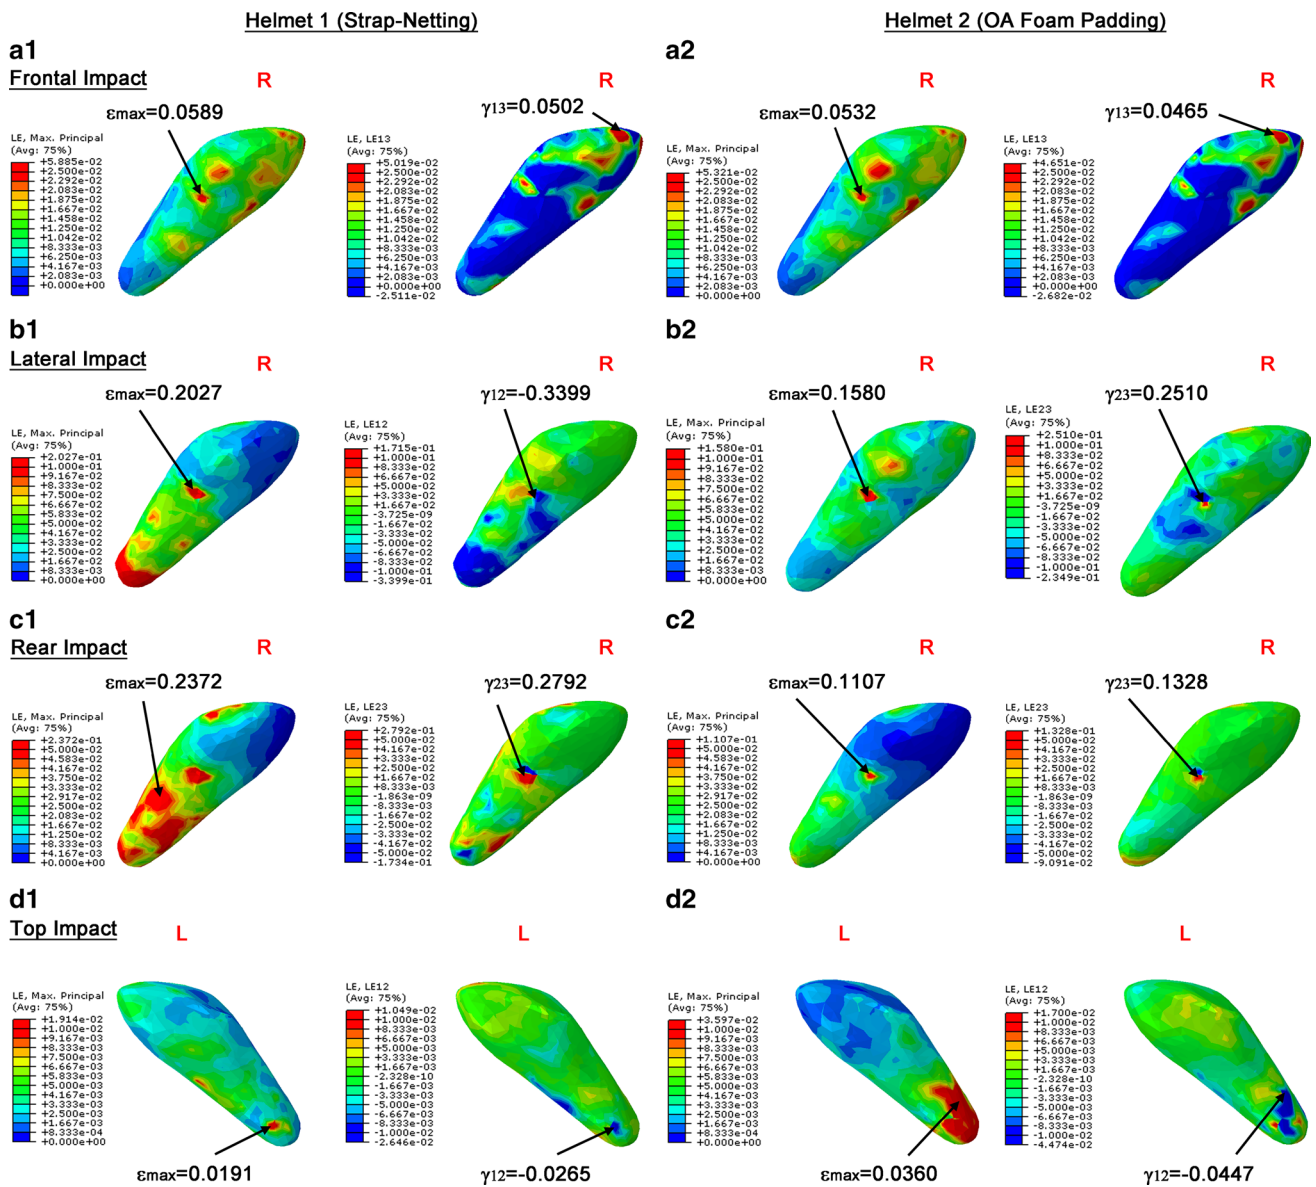 Helmet 1 (Strap-Netting)
Helmet 2 (OA Foam Padding)
a1
Frontal Impact
R
εmax=0.0589
LE, Max. Principal
(Avg: 75%)
+5.885e-02
+2.500e-02
+2.292e-02
+2.083e-02
+1.875e-02
+1.667e-02
+1.458e-02
+1.250e-02
+1.042e-02
+8.333e-03
+6.250e-03
+4.167e-03
+2.083e-03
+0.000e+00
R
γ13=0.0502
LE, LE13
(Avg: 75%)
+5.019e-02
+2.500e-02
+2.292e-02
+2.083e-02
+1.875e-02
+1.667e-02
+1.458e-02
+1.250e-02
+1.042e-02
+8.333e-03
+6.250e-03
+4.167e-03
+2.083e-03
+0.000e+00
-2.511e-02
a2
R
εmax=0.0532
LE, Max. Principal
(Avg: 75%)
+5.321e-02
+2.500e-02
+2.292e-02
+2.083e-02
+1.875e-02
+1.667e-02
+1.458e-02
+1.250e-02
+1.042e-02
+8.333e-03
+6.250e-03
+4.167e-03
+2.083e-03
+0.000e+00
R
γ13=0.0465
LE, LE13
(Avg: 75%)
+4.651e-02
+2.500e-02
+2.292e-02
+2.083e-02
+1.875e-02
+1.667e-02
+1.458e-02
+1.250e-02
+1.042e-02
+8.333e-03
+6.250e-03
+4.167e-03
+2.083e-03
+0.000e+00
-2.682e-02
b1
Lateral Impact
R
εmax=0.2027
LE, Max. Principal
(Avg: 75%)
+2.027e-01
+1.000e-01
+9.167e-02
+8.333e-02
+7.500e-02
+6.667e-02
+5.833e-02
+5.000e-02
+4.167e-02
+3.333e-02
+2.500e-02
+1.667e-02
+8.333e-03
+0.000e+00
R
γ12=-0.3399
LE, LE12
(Avg: 75%)
+1.715e-01
+1.000e-01
+8.333e-02
+6.667e-02
+5.000e-02
+3.333e-02
+1.667e-02
-3.725e-09
-1.667e-02
-3.333e-02
-5.000e-02
-6.667e-02
-8.333e-02
-1.000e-01
-3.399e-01
b2
R
εmax=0.1580
LE, Max. Principal
(Avg: 75%)
+1.580e-01
+1.000e-01
+9.167e-02
+8.333e-02
+7.500e-02
+6.667e-02
+5.833e-02
+5.000e-02
+4.167e-02
+3.333e-02
+2.500e-02
+1.667e-02
+8.333e-03
+0.000e+00
R
γ23=0.2510
LE, LE23
(Avg: 75%)
+2.510e-01
+1.000e-01
+8.333e-02
+6.667e-02
+5.000e-02
+3.333e-02
+1.667e-02
-3.725e-09
-1.667e-02
-3.333e-02
-5.000e-02
-6.667e-02
-8.333e-02
-1.000e-01
-2.349e-01
c1
Rear Impact
R
εmax=0.2372
LE, Max. Principal
(Avg: 75%)
+2.372e-01
+5.000e-02
+4.583e-02
+4.167e-02
+3.750e-02
+3.333e-02
+2.917e-02
+2.500e-02
+2.083e-02
+1.667e-02
+1.250e-02
+8.333e-03
+4.167e-03
+0.000e+00
R
γ23=0.2792
LE, LE23
(Avg: 75%)
+2.792e-01
+5.000e-02
+4.167e-02
+3.333e-02
+2.500e-02
+1.667e-02
+8.333e-03
-1.863e-09
-8.333e-03
-1.667e-02
-2.500e-02
-3.333e-02
-4.167e-02
-5.000e-02
-1.734e-01
c2
R
εmax=0.1107
LE, Max. Principal
(Avg: 75%)
+1.107e-01
+5.000e-02
+4.583e-02
+4.167e-02
+3.750e-02
+3.333e-02
+2.917e-02
+2.500e-02
+2.083e-02
+1.667e-02
+1.250e-02
+8.333e-03
+4.167e-03
+0.000e+00
R
γ23=0.1328
LE, LE23
(Avg: 75%)
+1.328e-01
+5.000e-02
+4.167e-02
+3.333e-02
+2.500e-02
+1.667e-02
+8.333e-03
-1.863e-09
-8.333e-03
-1.667e-02
-2.500e-02
-3.333e-02
-4.167e-02
-5.000e-02
-9.091e-02
d1
Top Impact
L
LE, Max. Principal
(Avg: 75%)
+1.914e-02
+1.000e-02
+9.167e-03
+8.333e-03
+7.500e-03
+6.667e-03
+5.833e-03
+5.000e-03
+4.167e-03
+3.333e-03
+2.500e-03
+1.667e-03
+8.333e-04
+0.000e+00
εmax=0.0191
L
LE, LE12
(Avg: 75%)
+1.049e-02
+1.000e-02
+8.333e-03
+6.667e-03
+5.000e-03
+3.333e-03
+1.667e-03
-2.328e-10
-1.667e-03
-3.333e-03
-5.000e-03
-6.667e-03
-8.333e-03
-1.000e-02
-2.646e-02
γ12=-0.0265
d2
L
LE, Max. Principal
(Avg: 75%)
+3.597e-02
+1.000e-02
+9.167e-03
+8.333e-03
+7.500e-03
+6.667e-03
+5.833e-03
+5.000e-03
+4.167e-03
+3.333e-03
+2.500e-03
+1.667e-03
+8.333e-04
+0.000e+00
εmax=0.0360
L
LE, LE12
(Avg: 75%)
+1.700e-02
+1.000e-02
+8.333e-03
+6.667e-03
+5.000e-03
+3.333e-03
+1.667e-03
-2.328e-10
-1.667e-03
-3.333e-03
-5.000e-03
-6.667e-03
-8.333e-03
-1.000e-02
-4.474e-02
γ12=-0.0447